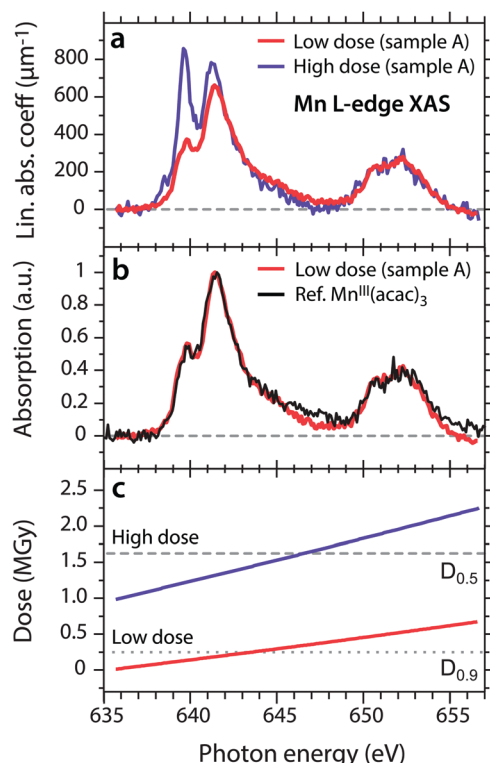 a
Low dose (sample A)
High dose (sample A)
Mn L-edge XAS
Lin. abs. coeff (μm⁻¹)
800
600
400
200
0
b
Low dose (sample A)
Ref. Mnᴵᴵᴵ(acac)₃
Absorption (a.u.)
1
0.8
0.6
0.4
0.2
0
c
High dose
D₀.₅
Low dose
D₀.₉
Dose (MGy)
2.5
2.0
1.5
1.0
0.5
0
635 640 645 650 655
Photon energy (eV)